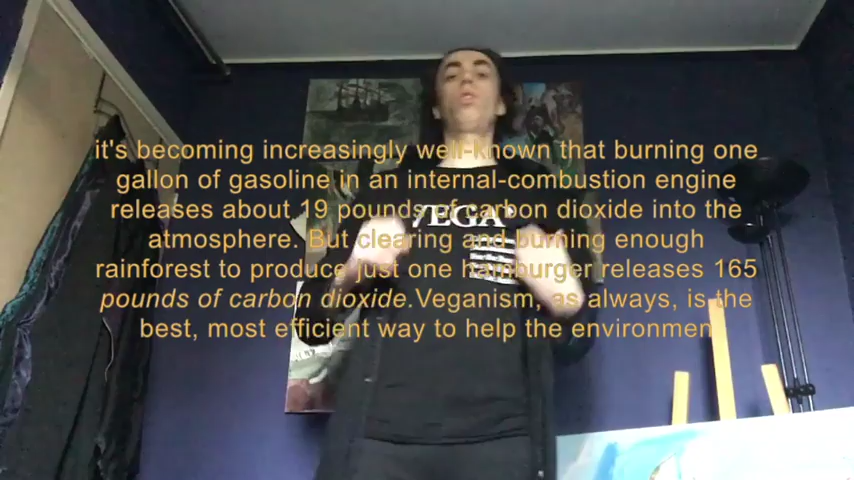 it's becoming increasingly well-known that burning one
gallon of gasoline in an internal-combustion engine
releases about 19 pounds of carbon dioxide into the
atmosphere. But clearing and burning enough
rainforest to produce just one hamburger releases 165
pounds of carbon dioxide.Veganism, as always, is the
best, most efficient way to help the environmen
VEGA